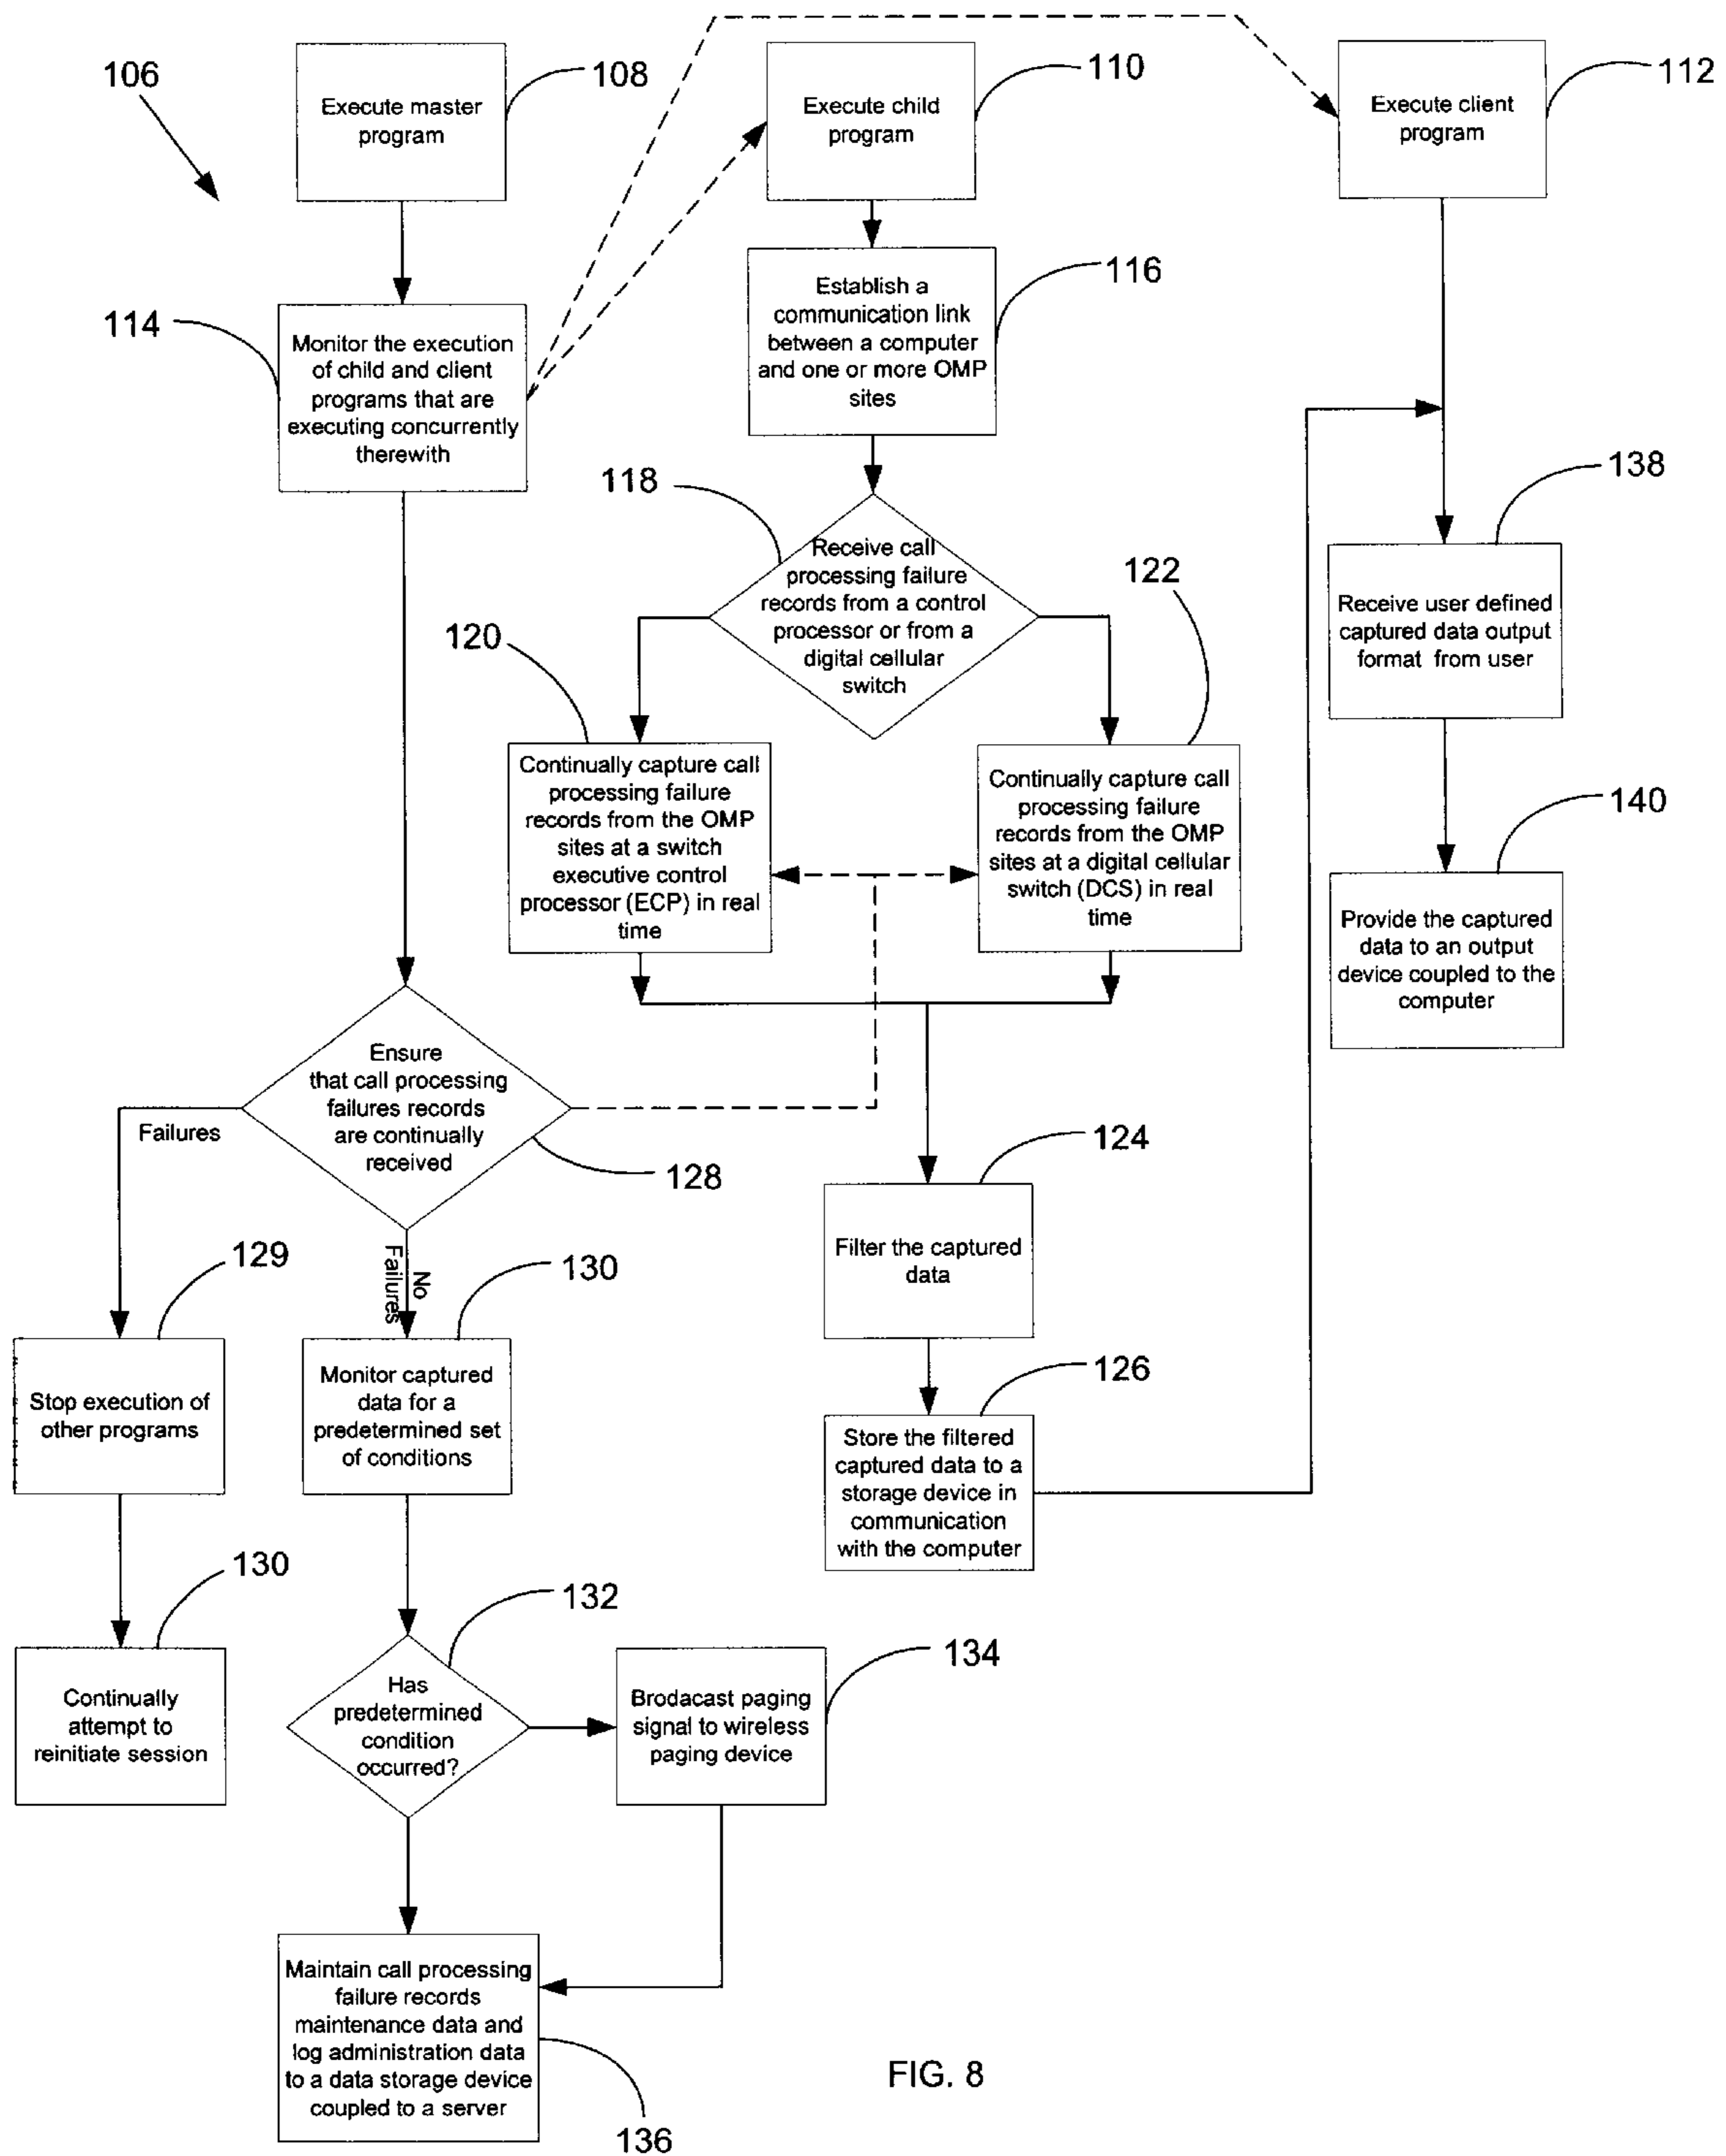 106
Execute master
program
108
Execute child
program
110
Execute client
program
112
114
Monitor the execution
of child and client
programs that are
executing concurrently
therewith
Establish a
communication link
between a computer
and one or more OMP
sites
116
118
Receive call
processing failure
records from a control
processor or from a
digital cellular
switch
120
Continually capture call
processing failure
records from the OMP
sites at a switch
executive control
processor (ECP) in real
time
122
Continually capture call
processing failure
records from the OMP
sites at a digital cellular
switch (DCS) in real
time
138
Receive user defined
captured data output
format from user
140
Provide the captured
data to an output
device coupled to the
computer
Ensure
that call processing
failures records
are continually
received
128
Failures
No
Failures
124
Filter the captured
data
126
Store the filtered
captured data to a
storage device in
communication
with the computer
129
Stop execution of
other programs
130
Monitor captured
data for a
predetermined set
of conditions
130
Continually
attempt to
reinitiate session
132
Has
predetermined
condition
occurred?
134
Brodacast paging
signal to wireless
paging device
Maintain call processing
failure records
maintenance data and
log administration data
to a data storage device
coupled to a server
136
FIG. 8